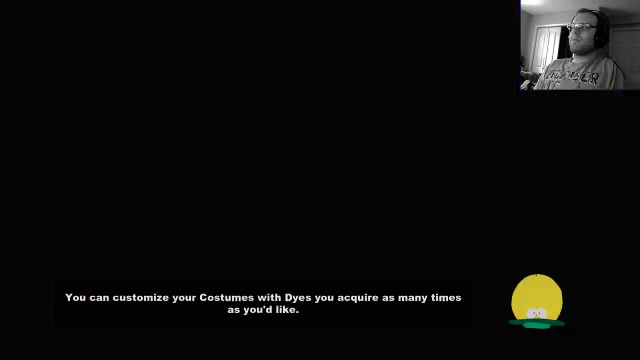 You can customize your Costumes with Dyes you acquire as many times
as you'd like.